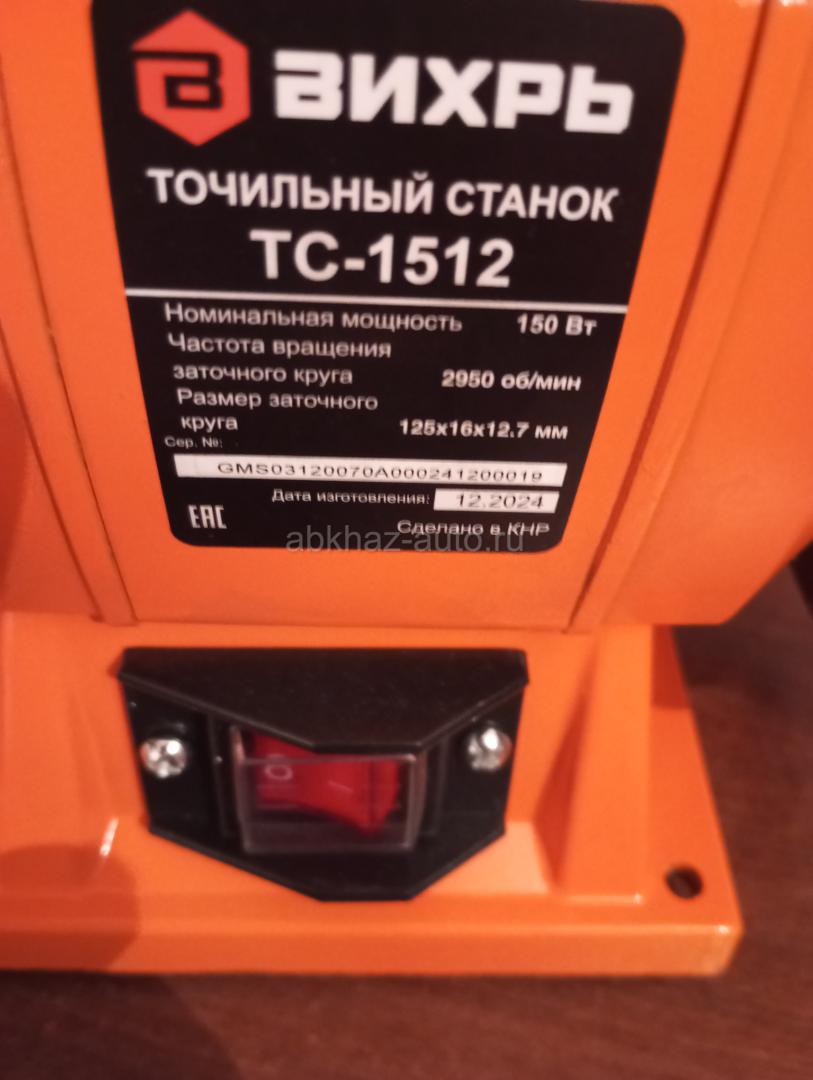 В ВИХРЬ
ТОЧИЛЬНЫЙ СТАНОК
ТС-1512
Номинальная мощность 150 Вт
Частота вращения
заточного круга 2950 об/мин
Размер заточного
круга 125x16x12.7 мм
Сер. №:
GMS03120070A000241200019
Дата изготовления: 12.2024
EAC Сделано в КНР
abkhaz-auto.ru
O